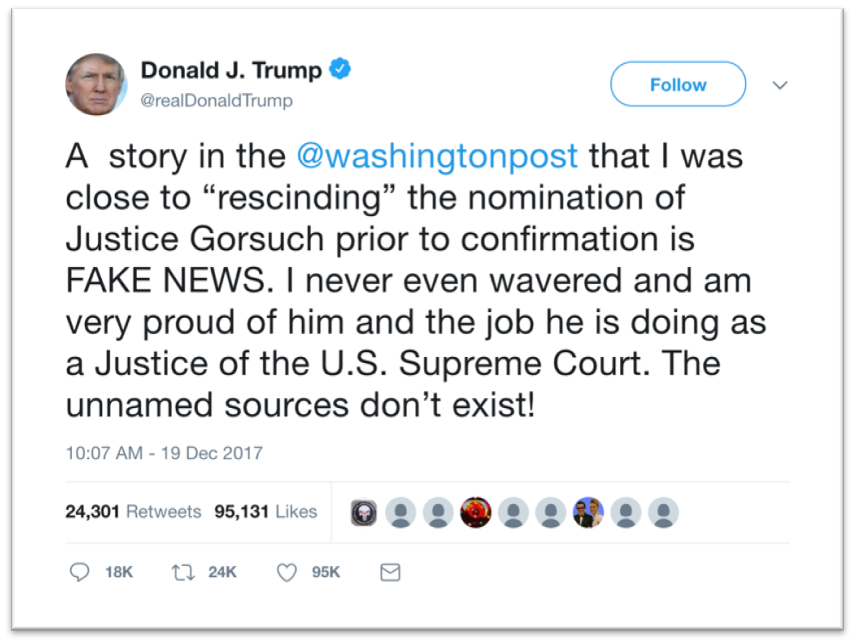 Donald J. Trump
@realDonaldTrump
Follow
A  story in the @washingtonpost that I was
close to “rescinding” the nomination of
Justice Gorsuch prior to confirmation is
FAKE NEWS. I never even wavered and am
very proud of him and the job he is doing as
a Justice of the U.S. Supreme Court. The
unnamed sources don’t exist!
10:07 AM - 19 Dec 2017
24,301 Retweets 95,131 Likes
18K 24K 95K